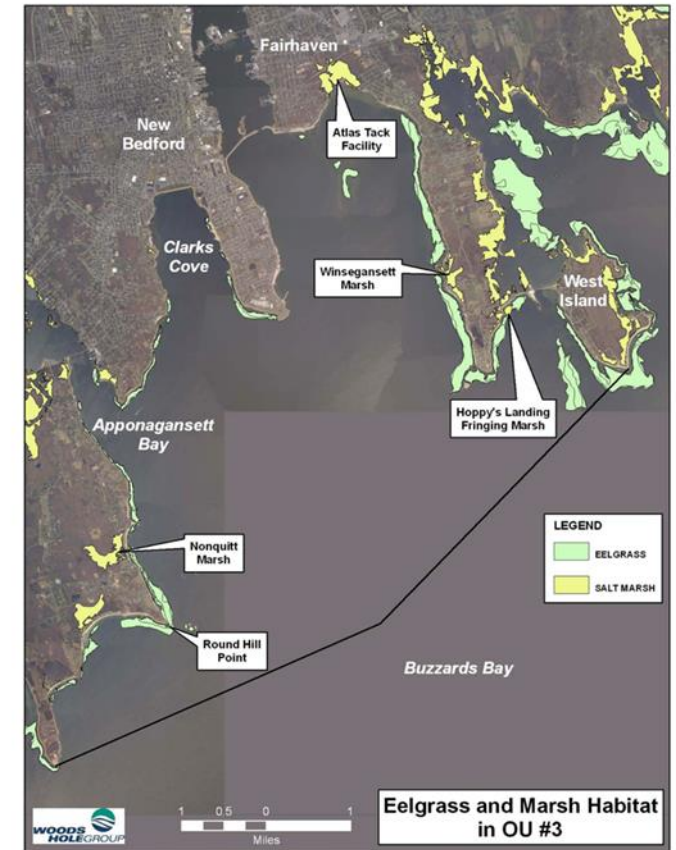 Fairhaven
New
Bedford
Atlas Tack
Facility
Clarks
Cove
Winsegansett
Marsh
West
Island
Hoppy's Landing
Fringing Marsh
Apponagansett
Bay
Nonquitt
Marsh
Round Hill
Point
LEGEND
EELGRASS
SALT MARSH
Buzzards Bay
1 0.5 0 1
Miles
WOODS
HOLE GROUP
Eelgrass and Marsh Habitat
in OU #3